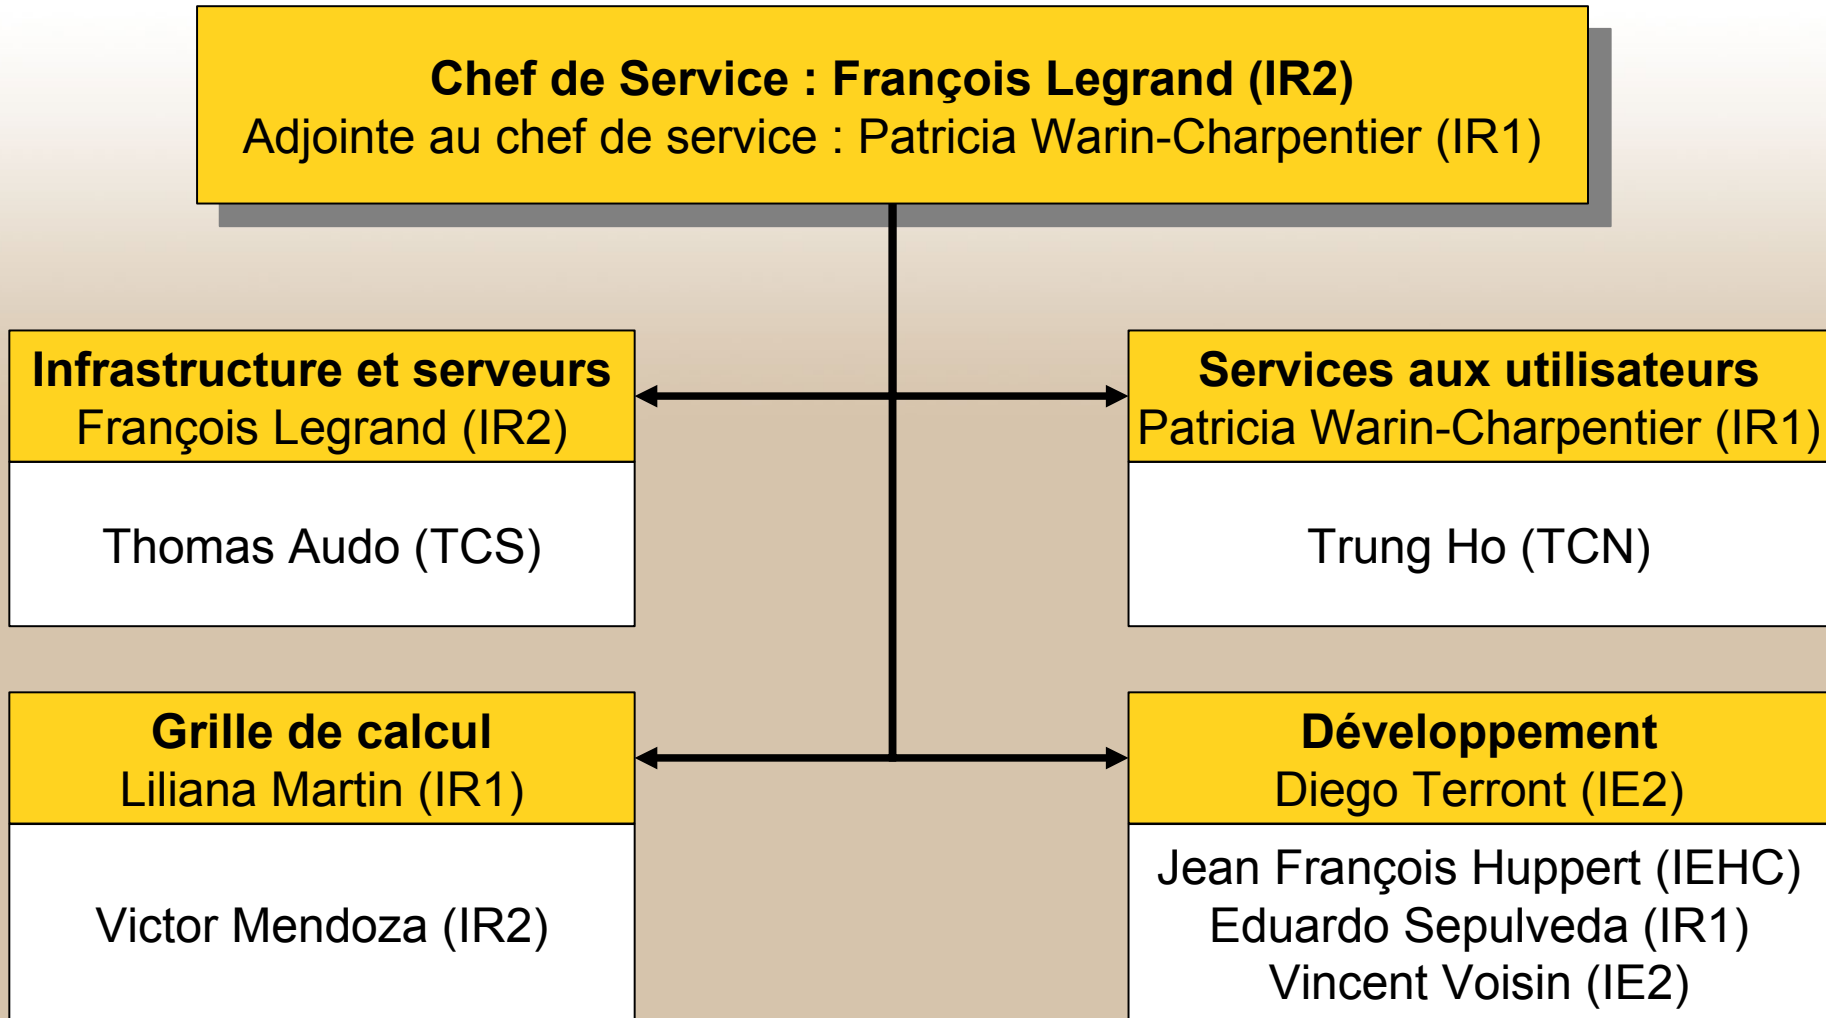 Chef de Service : François Legrand (IR2)
Adjointe au chef de service : Patricia Warin-Charpentier (IR1)
Infrastructure et serveurs
François Legrand (IR2)
Thomas Audo (TCS)
Services aux utilisateurs
Patricia Warin-Charpentier (IR1)
Trung Ho (TCN)
Grille de calcul
Liliana Martin (IR1)
Victor Mendoza (IR2)
Développement
Diego Terront (IE2)
Jean François Huppert (IEHC)
Eduardo Sepulveda (IR1)
Vincent Voisin (IE2)